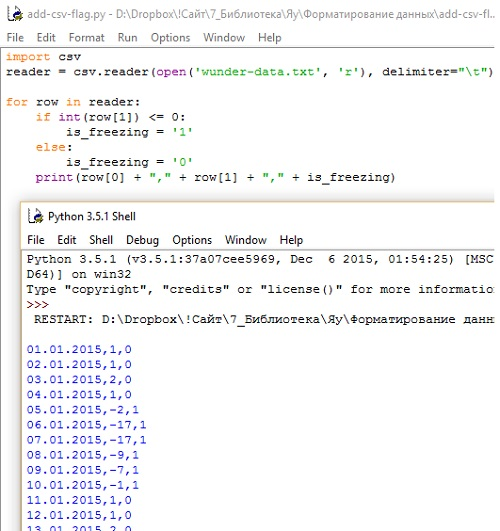 add-csv-flag.py - D:\Dropbox\!Сайт\7_Библиотека\Яу\Форматирование данных\add-csv-fl...
File Edit Format Run Options Window Help
import csv
reader = csv.reader(open('wunder-data.txt', 'r'), delimiter="\t")
for row in reader:
    if int(row[1]) <= 0:
        is_freezing = '1'
    else:
        is_freezing = '0'
    print(row[0] + "," + row[1] + "," + is_freezing)
Python 3.5.1 Shell
File Edit Shell Debug Options Window Help
Python 3.5.1 (v3.5.1:37a07cee5969, Dec  6 2015, 01:54:25) [MSC
D64)] on win32
Type "copyright", "credits" or "license()" for more informatio
>>>
 RESTART: D:\Dropbox\!Сайт\7_Библиотека\Яу\Форматирование данн
01.01.2015,1,0
02.01.2015,1,0
03.01.2015,2,0
04.01.2015,1,0
05.01.2015,-2,1
06.01.2015,-17,1
07.01.2015,-17,1
08.01.2015,-9,1
09.01.2015,-7,1
10.01.2015,-1,1
11.01.2015,1,0
12.01.2015,1,0
13.01.2015,2,0